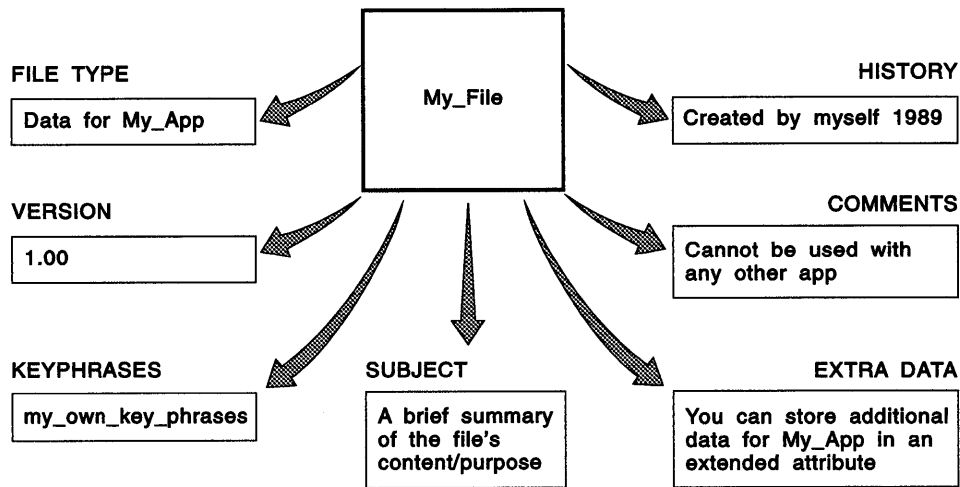 My_File
FILE TYPE
Data for My_App
VERSION
1.00
KEYPHRASES
my_own_key_phrases
SUBJECT
A brief summary
of the file's
content/purpose
HISTORY
Created by myself 1989
COMMENTS
Cannot be used with
any other app
EXTRA DATA
You can store additional
data for My_App in an
extended attribute